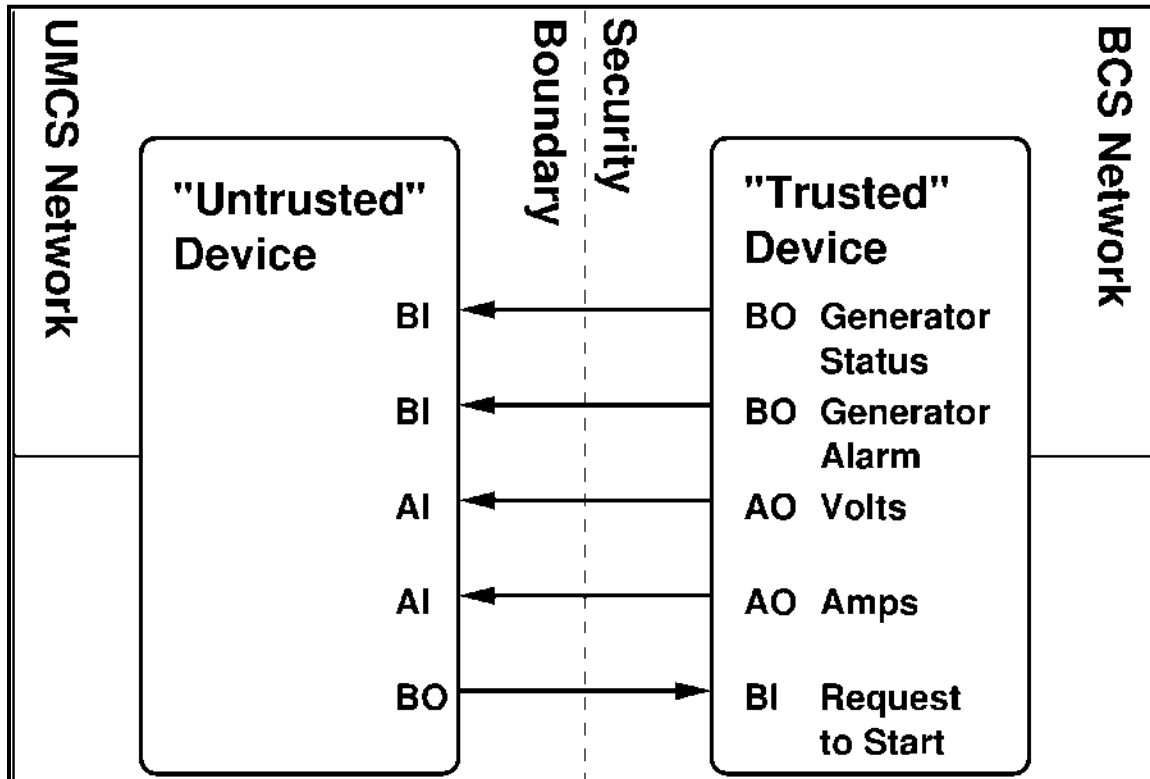 UMCS Network
Boundary
Security
BCS Network
"Untrusted"
Device
BI
BI
AI
AI
BO
"Trusted"
Device
BO Generator
Status
BO Generator
Alarm
AO Volts
AO Amps
BI Request
to Start